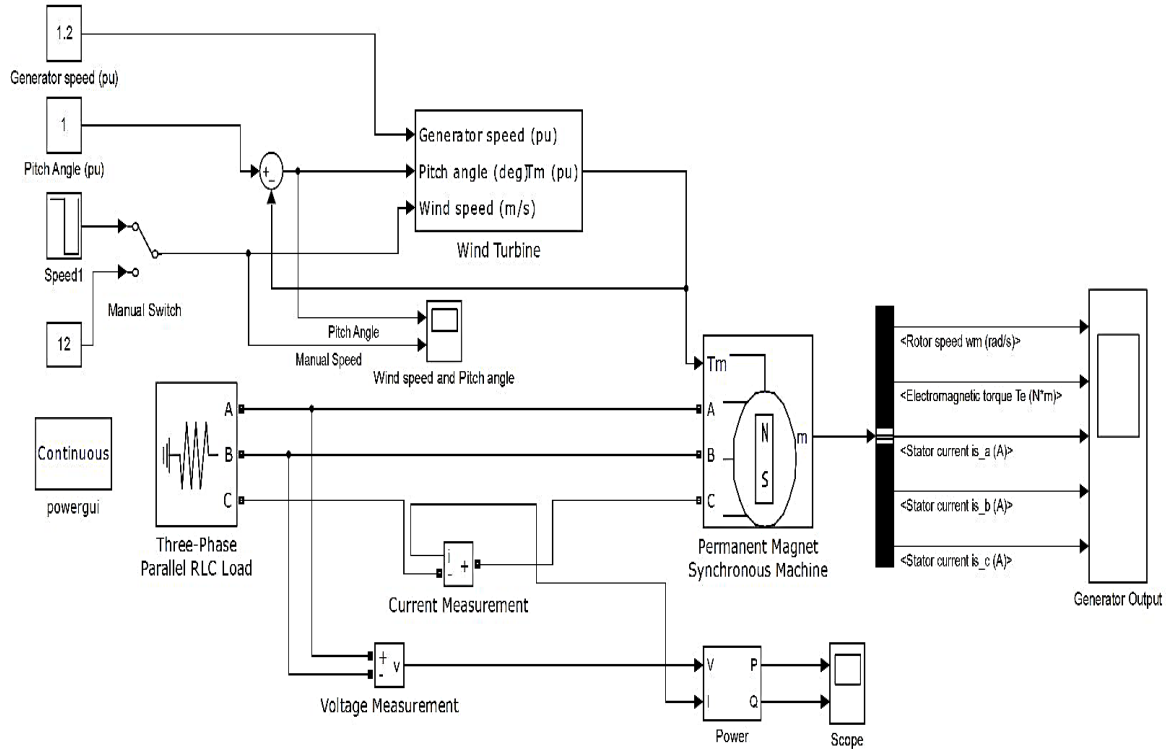 1.2
Generator speed (pu)
1
Pitch Angle (pu)
Speed1
12
Manual Switch
+
-
Generator speed (pu)
Pitch angle (deg)Tm (pu)
Wind speed (m/s)
Wind Turbine
Pitch Angle
Manual Speed
Wind speed and Pitch angle
Continuous
powergui
A
B
C
Three-Phase
Parallel RLC Load
i
+
-
Current Measurement
+
-
v
Voltage Measurement
Tm
A
B
C
N
S
m
Permanent Magnet
Synchronous Machine
<Rotor speed wm (rad/s)>
<Electromagnetic torque Te (N*m)>
<Stator current is_a (A)>
<Stator current is_b (A)>
<Stator current is_c (A)>
Generator Output
V
P
I
Q
Power
Scope